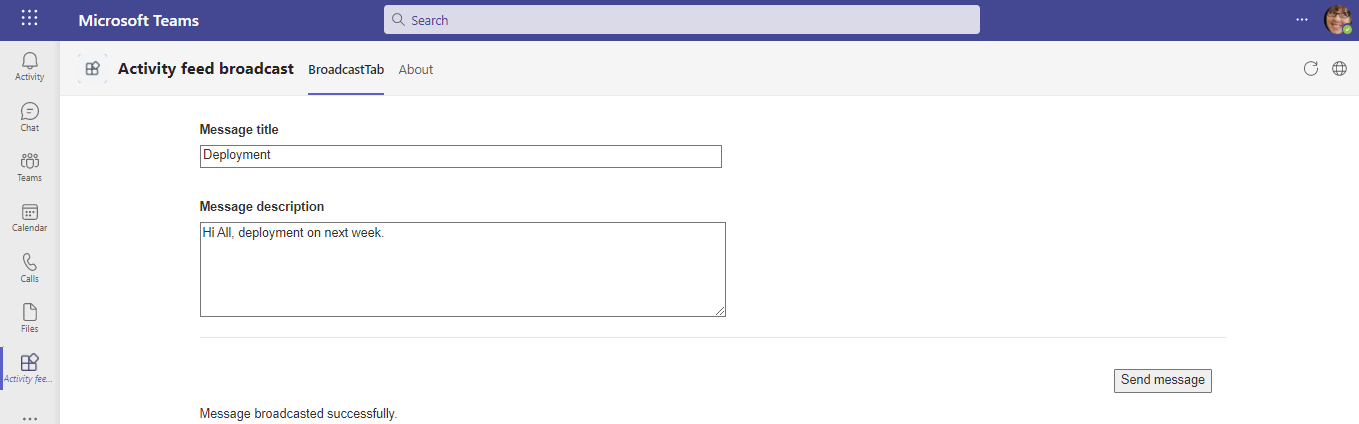 Microsoft Teams
Search
...
Activity
Chat
Teams
Calendar
Calls
Files
Activity fee...
...
Activity feed broadcast BroadcastTab About
Message title
Deployment
Message description
Hi All, deployment on next week.
Send message
Message broadcasted successfully.